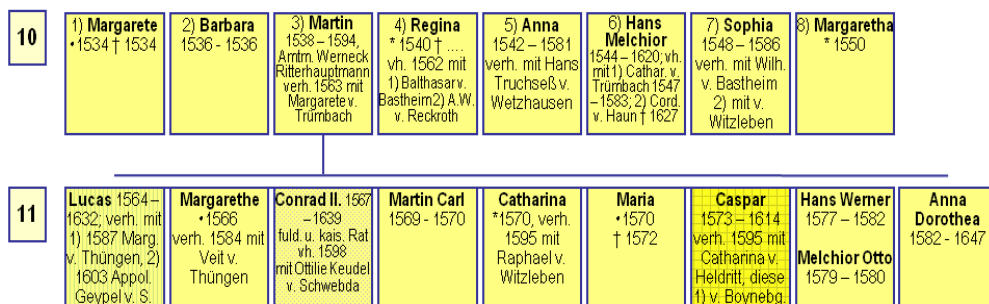 10
1) Margarete
•1534 † 1534
2) Barbara
1536 - 1536
3) Martin
1538 – 1594,
Amtm. Werneck
Ritterhauptmann
verh. 1563 mit
Margarete v.
Trümbach
4) Regina
* 1540 † ....
vh. 1562 mit
1) Balthasar v.
Bastheim2) A.W.
v. Reckroth
5) Anna
1542 – 1581
verh. mit Hans
Truchseß v.
Wetzhausen
6) Hans
Melchior
1544 – 1620; vh.
mit 1) Cathar. v.
Trümbach 1547
– 1583; 2) Cord.
v. Haun † 1627
7) Sophia
1548 – 1586
verh. mit Wilh.
v. Bastheim
2) mit v.
Witzleben
8) Margaretha
* 1550
11
Lucas 1564 –
1632; verh. mit
1) 1587 Marg.
v. Thüngen, 2)
1603 Appol.
Geypel v. S.
Margarethe
•1566
verh. 1584 mit
Veit v.
Thüngen
Conrad II. 1567
– 1639
fuld. u. kais. Rat
vh. 1598
mit Ottilie Keudel
v. Schwebda
Martin Carl
1569 - 1570
Catharina
*1570, verh.
1595 mit
Raphael v.
Witzleben
Maria
•1570
† 1572
Caspar
1573 – 1614
verh. 1595 mit
Catharina v.
Heldritt, diese
1) v. Boynebg.
Hans Werner
1577 – 1582
Melchior Otto
1579 – 1580
Anna
Dorothea
1582 - 1647